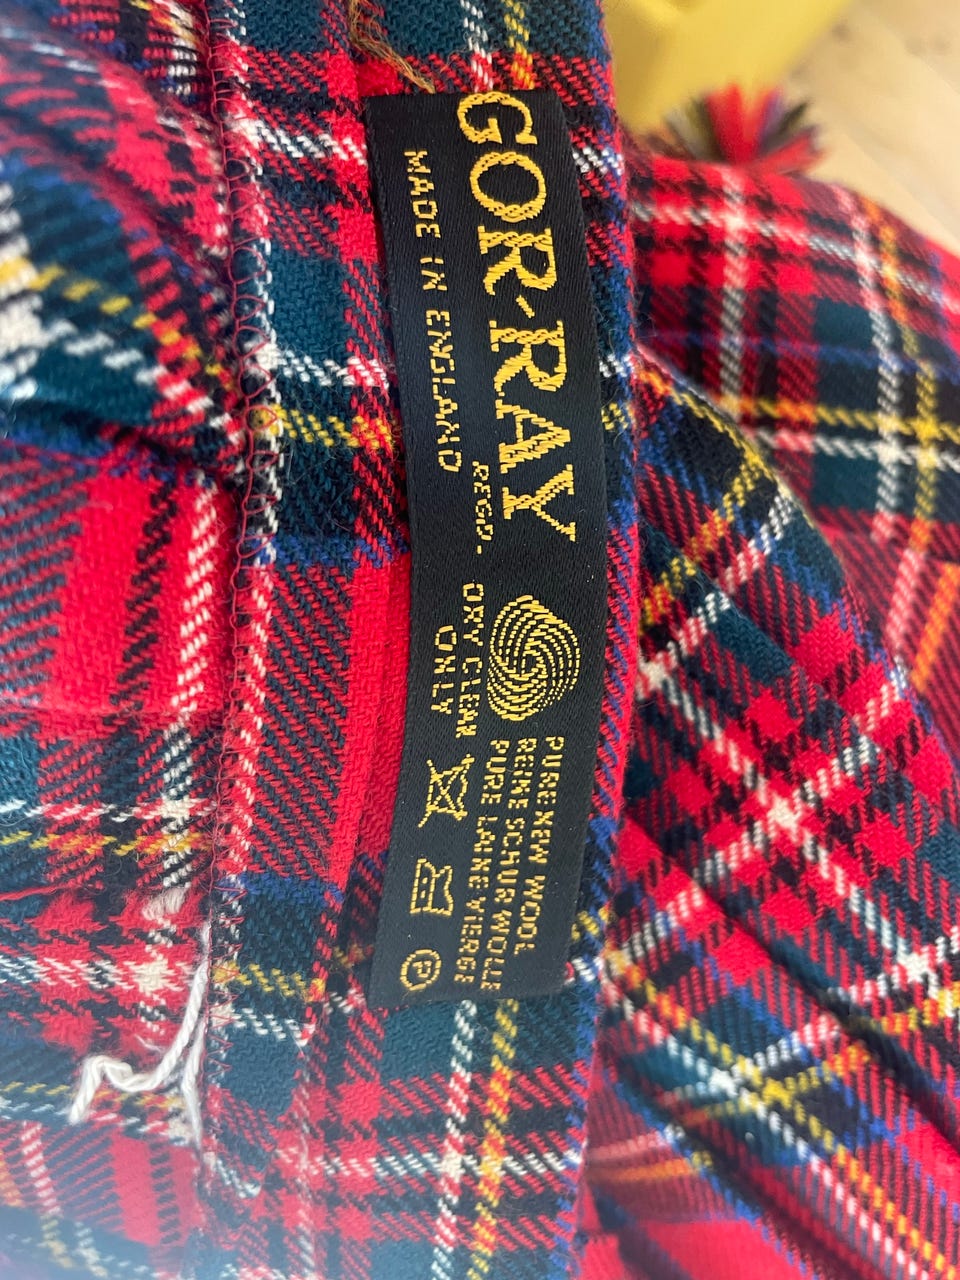 GOR-RAY
REGD.
MADE IN ENGLAND
DRY CLEAN
ONLY
PURE NEW WOOL
REINE SCHURWOLLE
PURE LAINE VIERGE
P